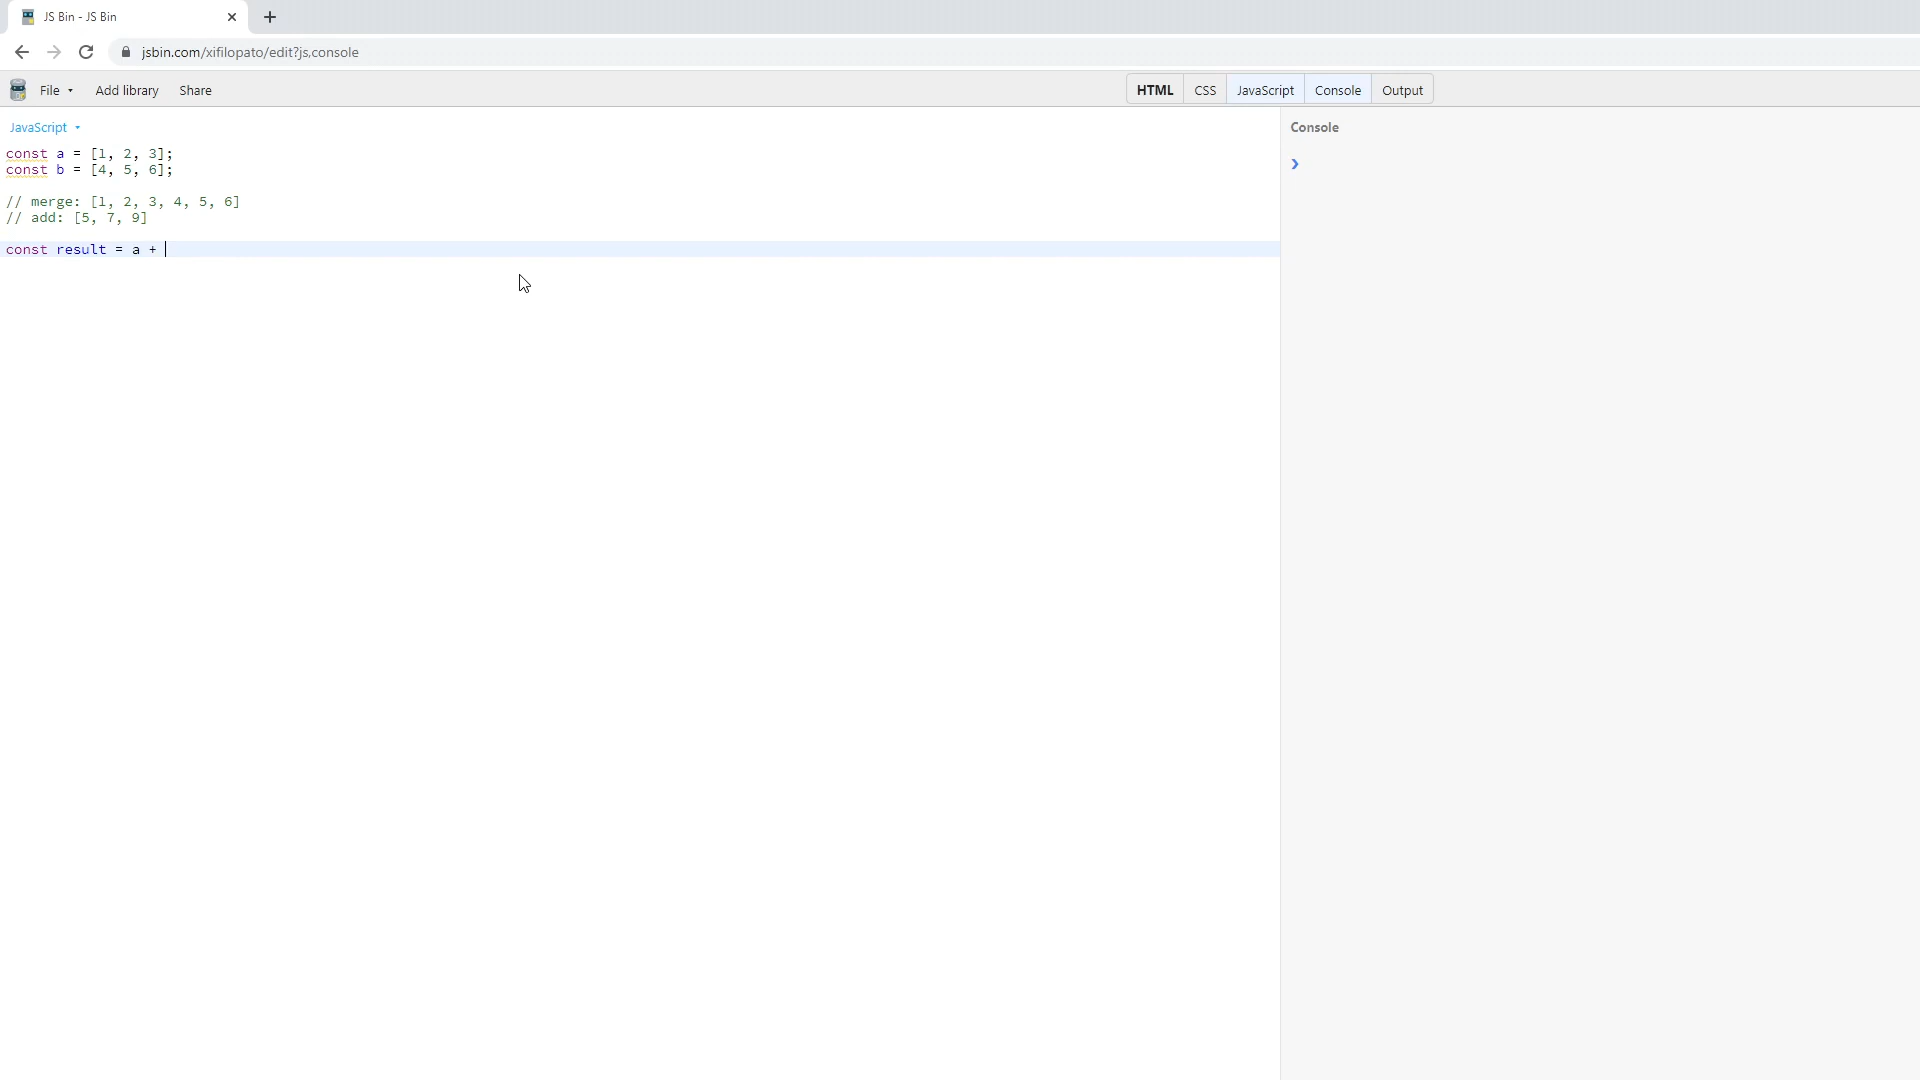 JS Bin - JS Bin
jsbin.com/xifilopato/edit?js,console
File Add library Share HTML CSS JavaScript Console Output
JavaScript
Console
const a = [1, 2, 3];
const b = [4, 5, 6];
// merge: [1, 2, 3, 4, 5, 6]
// add: [5, 7, 9]
const result = a +